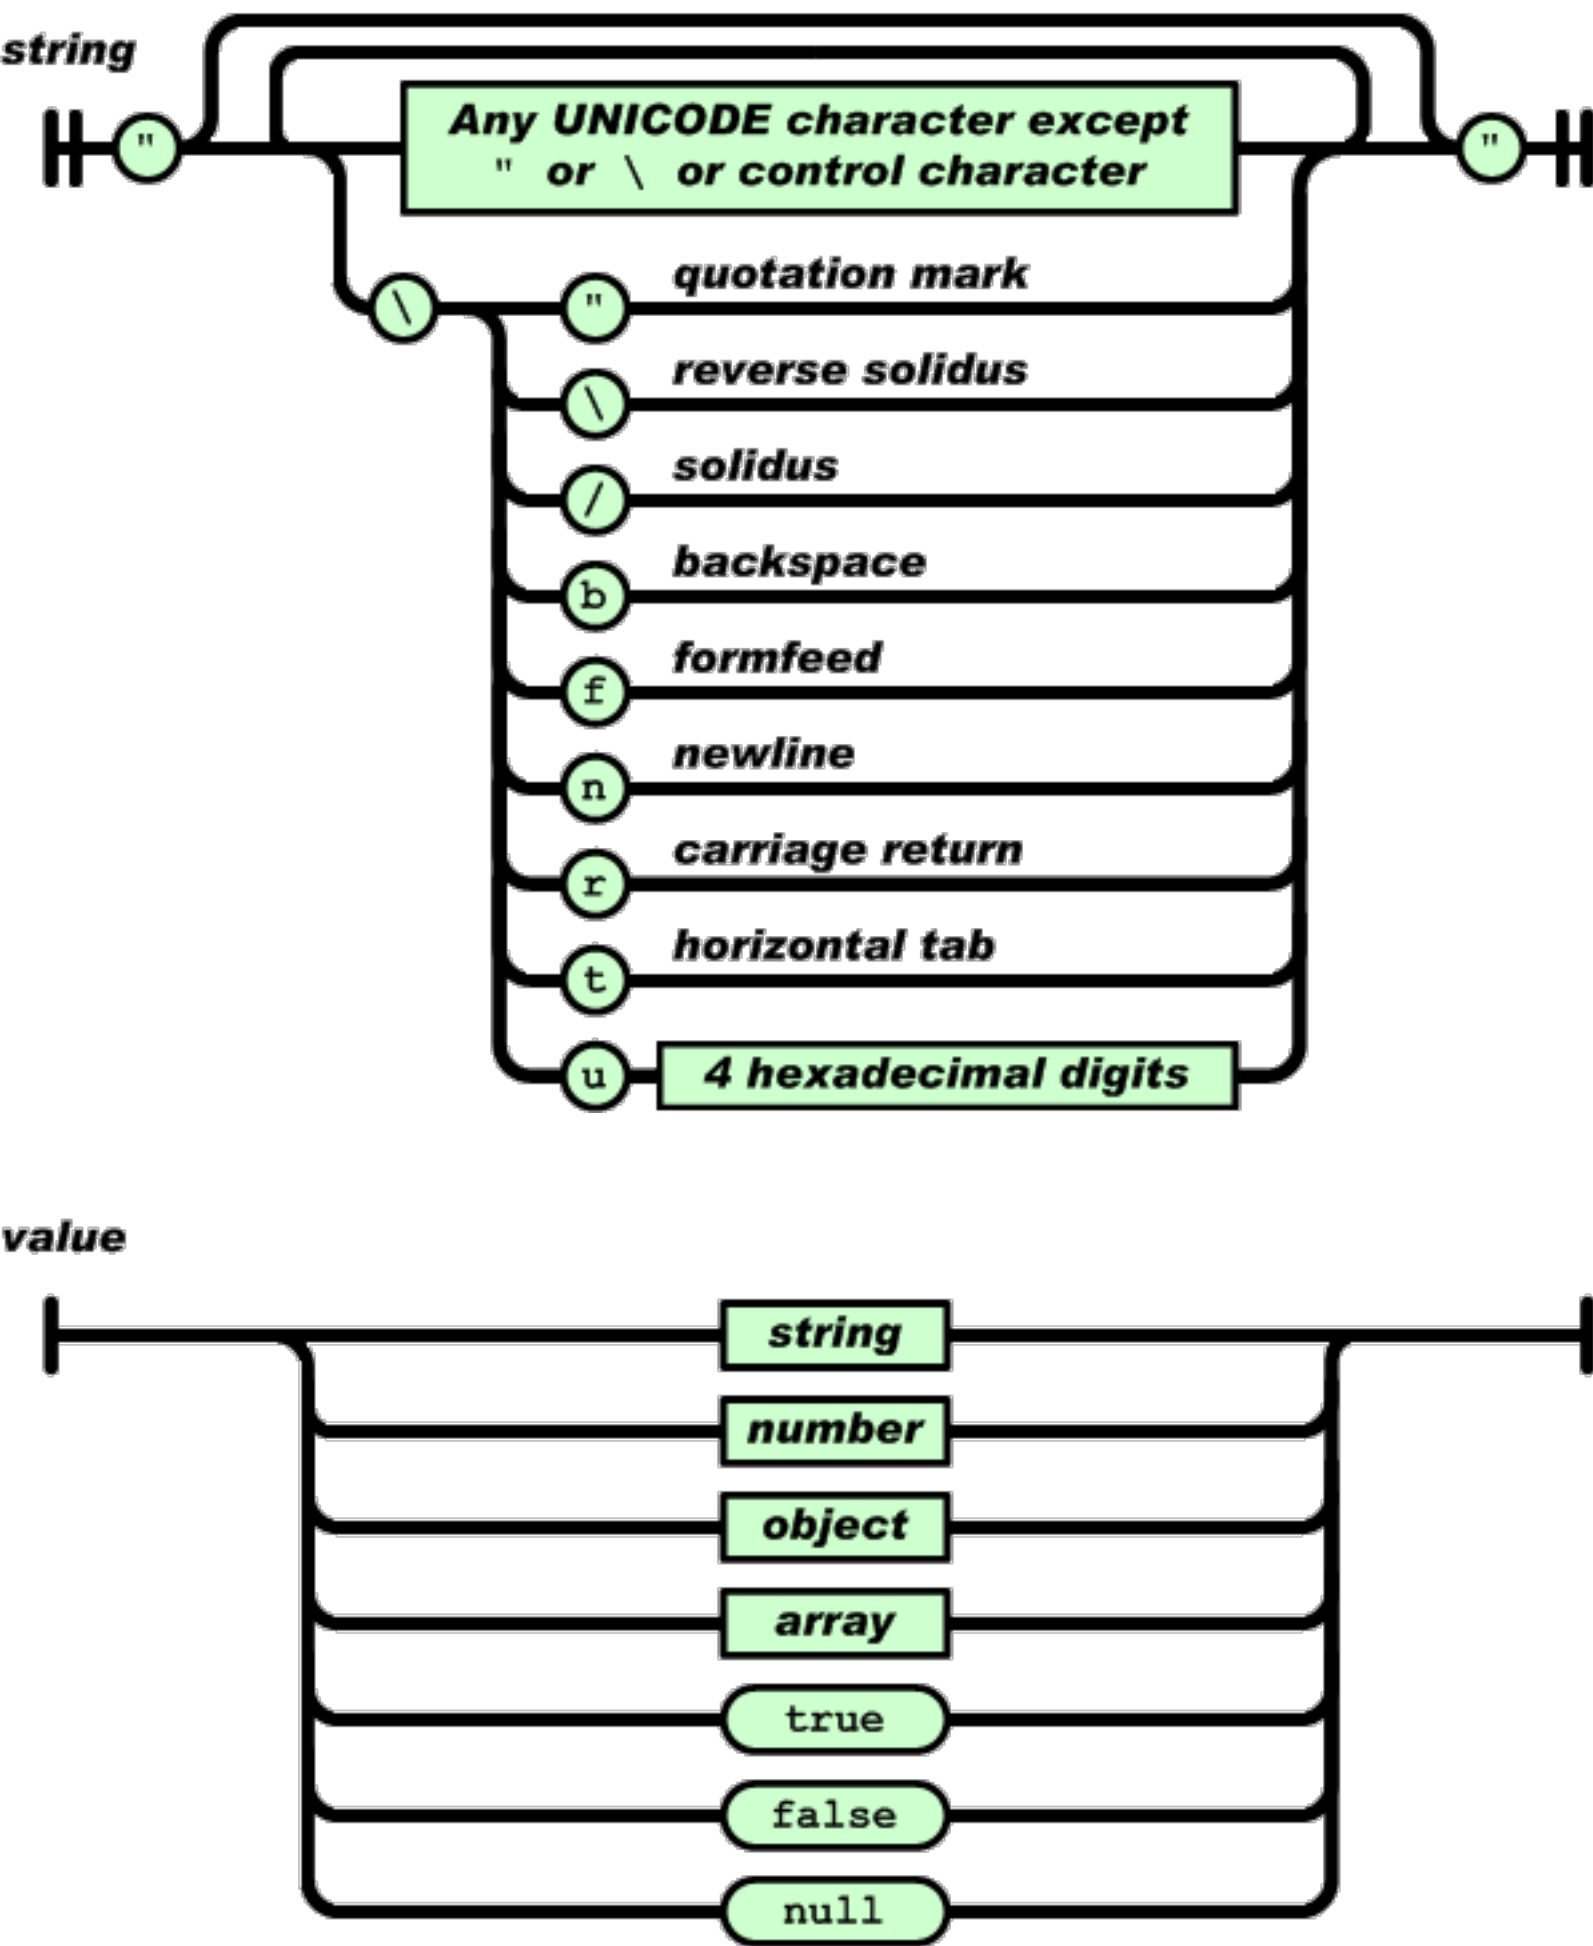 string
"
Any UNICODE character except
" or \ or control character
"
\
" quotation mark
\ reverse solidus
/ solidus
b backspace
f formfeed
n newline
r carriage return
t horizontal tab
u 4 hexadecimal digits
value
string
number
object
array
true
false
null